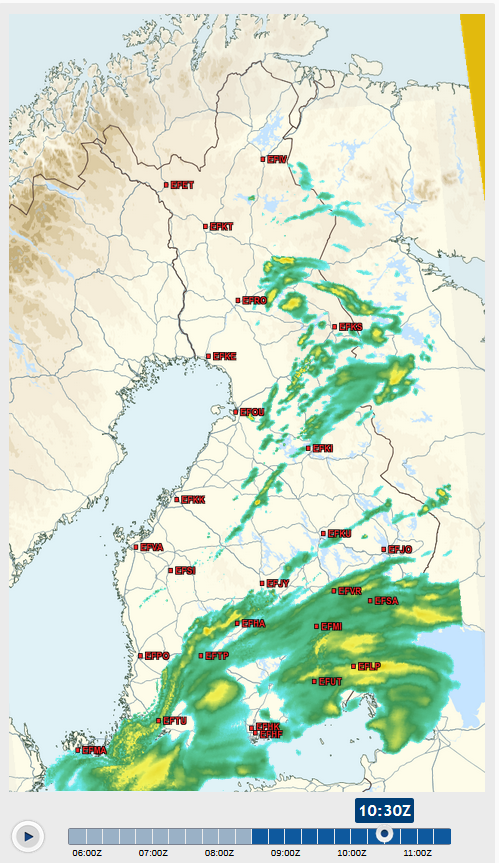 EFIV
EFET
EFKT
EFRO
EFKS
EFKE
EFOU
EFKI
EFKK
EFKU
EFVA
EFJO
EFSI
EFJY
EFVR
EFSA
EFHA
EFMI
EFPO
EFTP
EFLP
EFUT
EFTU
EFHK
EFHF
EFMA
10:30Z
06:00Z 07:00Z 08:00Z 09:00Z 10:00Z 11:00Z